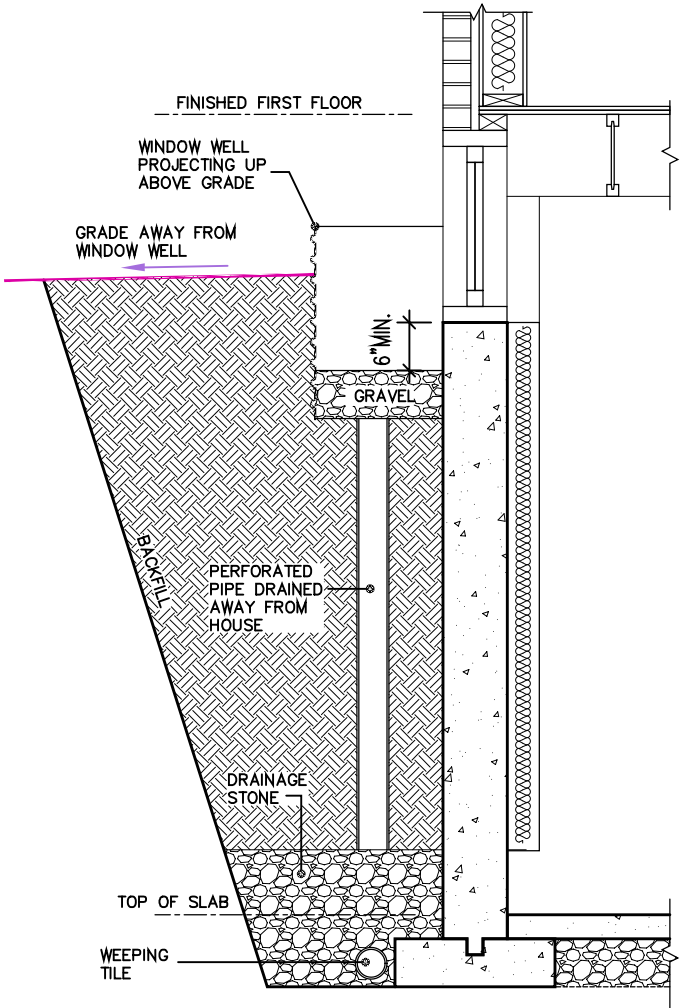 FINISHED FIRST FLOOR
WINDOW WELL
PROJECTING UP
ABOVE GRADE
GRADE AWAY FROM
WINDOW WELL
6"MIN.
GRAVEL
BACKFILL
PERFORATED
PIPE DRAINED
AWAY FROM
HOUSE
DRAINAGE
STONE
TOP OF SLAB
WEEPING
TILE